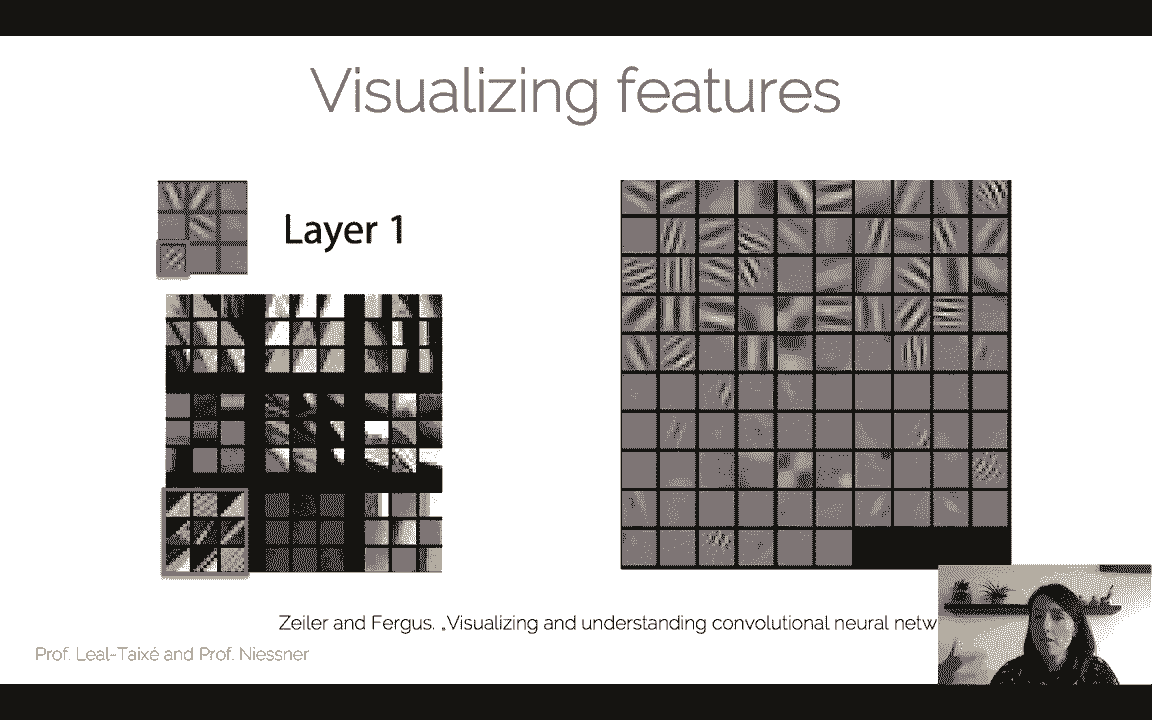 Visualizing features
Layer 1
Zeiler and Fergus. „Visualizing and understanding convolutional neural netw
Prof. Leal-Taixé and Prof. Niessner